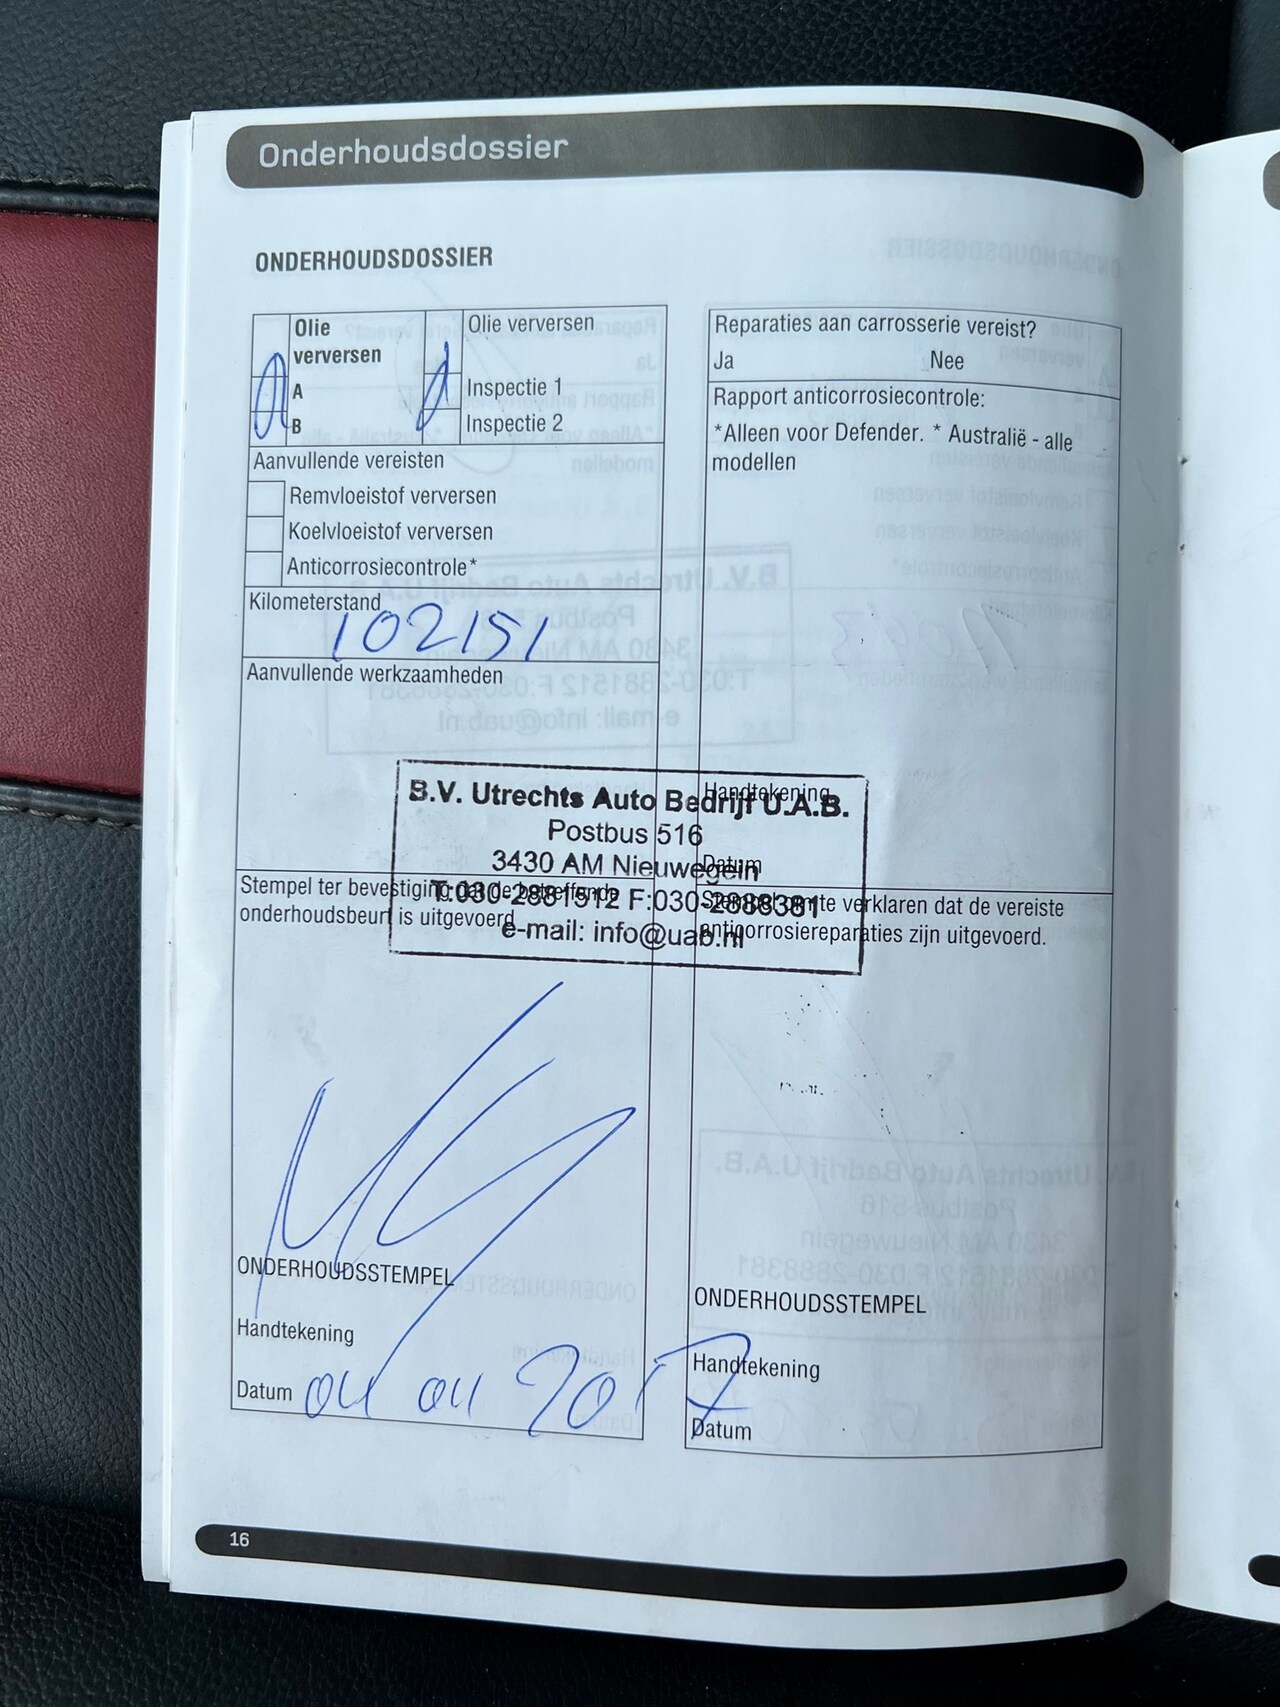 Onderhoudsdossier
ONDERHOUDSDOSSIER
Olie verversen
A
B
Olie verversen
Inspectie 1
Inspectie 2
Aanvullende vereisten
Remvloeistof verversen
Koelvloeistof verversen
Anticorrosiecontrole*
Kilometerstand
102151
Aanvullende werkzaamheden
B.V. Utrechts Auto Bedrijf U.A.B.
Postbus 516
3430 AM Nieuwegein
T:030-2881512 F:030-2888381
e-mail: info@uab.nl
Stempel ter bevestiging dat de betreffende
onderhoudsbeurt is uitgevoerd
ONDERHOUDSSTEMPEL
Handtekening
Datum 04 04 2017
Reparaties aan carrosserie vereist?
Ja Nee
Rapport anticorrosiecontrole:
*Alleen voor Defender. * Australië - alle
modellen
Handtekening
Datum
Stempel om te verklaren dat de vereiste
anticorrosiereparaties zijn uitgevoerd.
ONDERHOUDSSTEMPEL
Handtekening
Datum
16